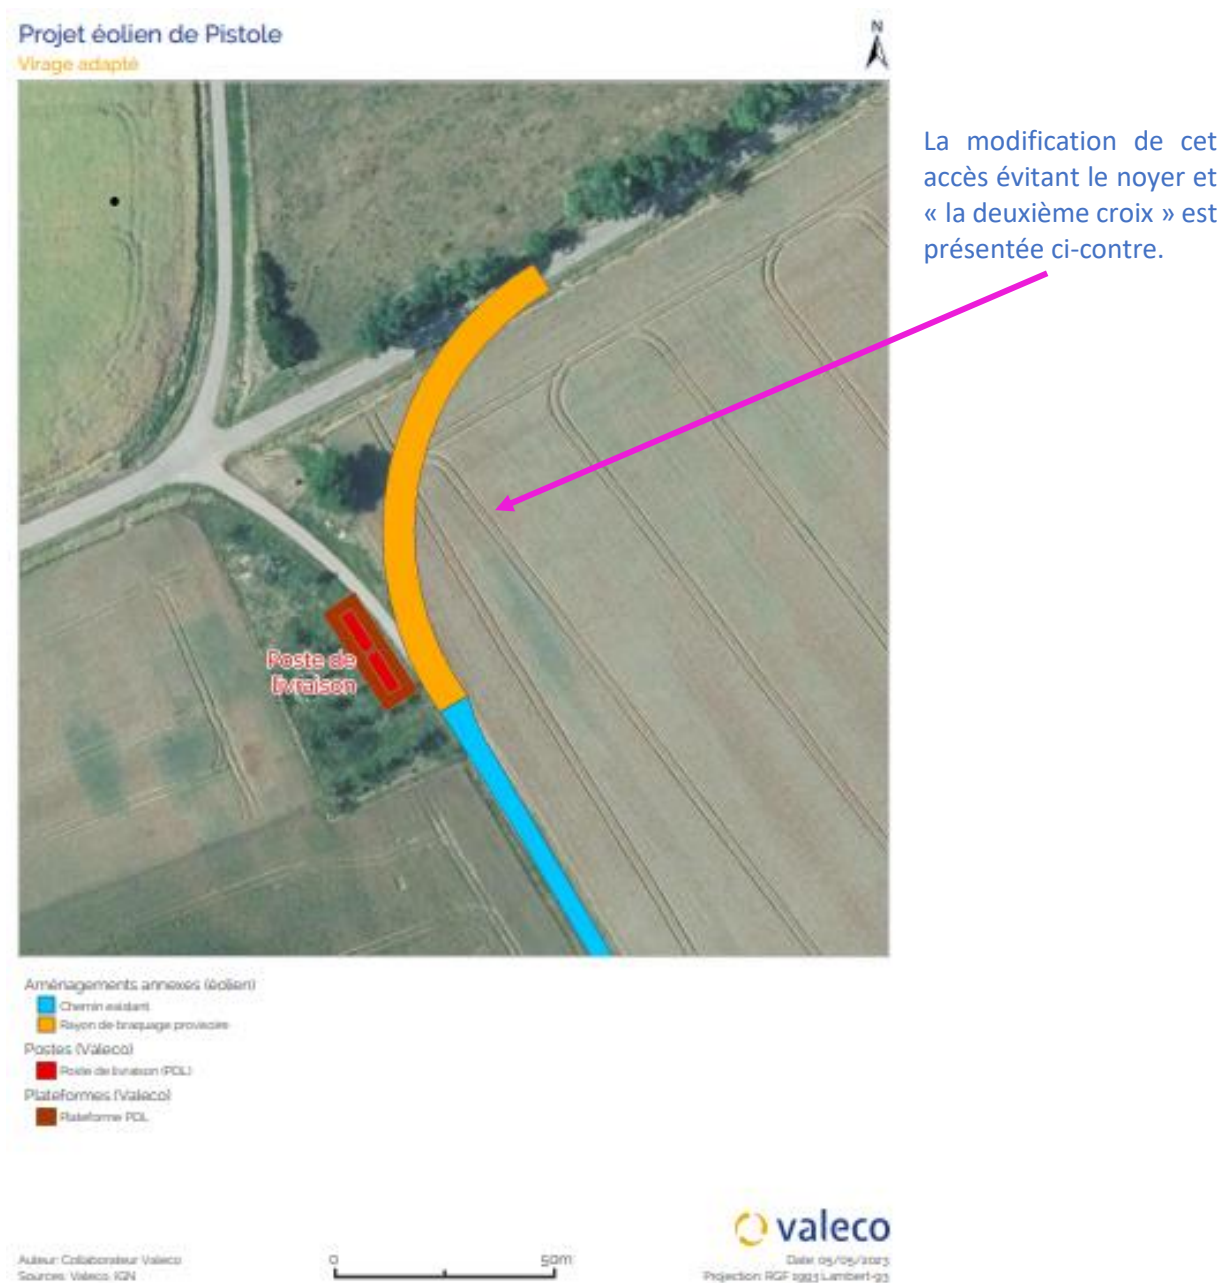 Projet éolien de Pistole
Virage adapté
N
La modification de cet
accès évitant le noyer et
« la deuxième croix » est
présentée ci-contre.
Poste de
livraison
Aménagements annexes (éolien)
Chemin existant
Rayon de braquage provisoire
Postes (Valeco)
Poste de livraison (PDL)
Plateformes (Valeco)
Plateforme PDL
valeco
Auteur: Collaborateur Valeco
Sources: Valeco, IGN
0 50m
Date: 05/05/2023
Projection: RGF 1993 Lambert-93